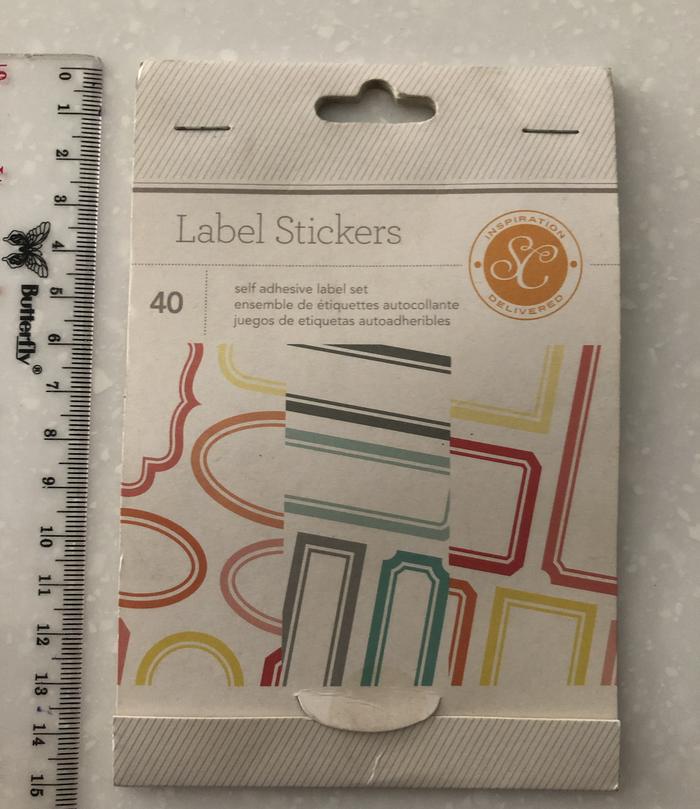 Label Stickers
INSPIRATION
SC
DELIVERED
40
self adhesive label set
ensemble de étiquettes autocollante
juegos de etiquetas autoadheribles
Butterfly®
0
1
2
3
4
5
6
7
8
9
10
11
12
13
14
15